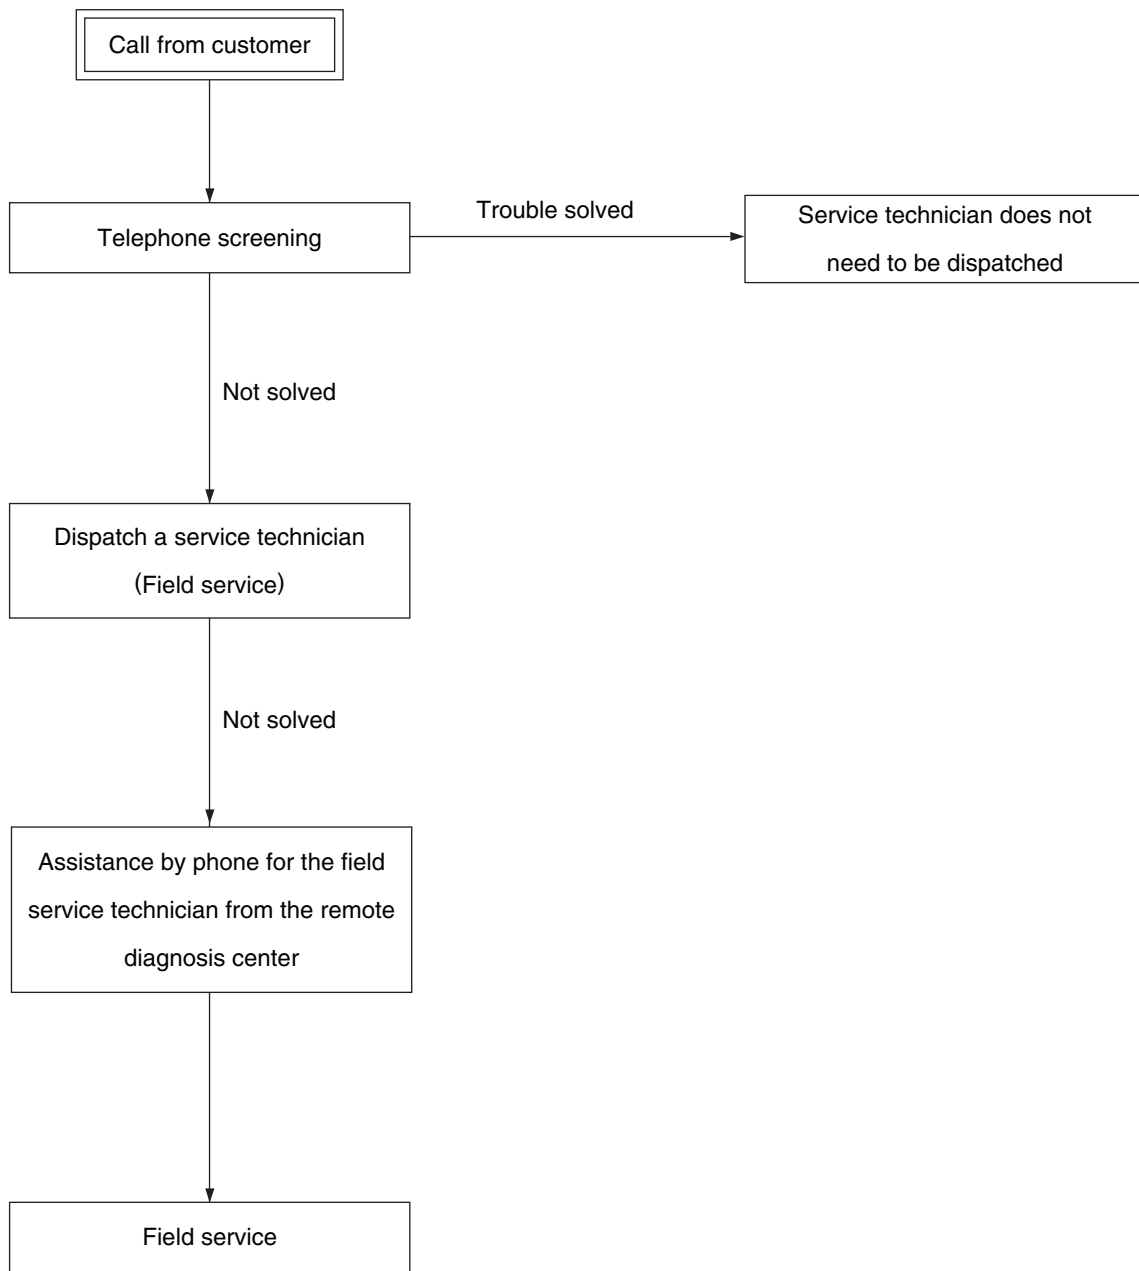 Call from customer
Telephone screening
Trouble solved
Service technician does not
need to be dispatched
Not solved
Dispatch a service technician
(Field service)
Not solved
Assistance by phone for the field
service technician from the remote
diagnosis center
Field service